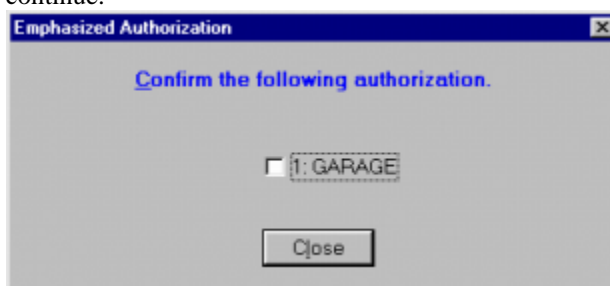 continue.
Emphasized Authorization
Confirm the following authorization.
1: GARAGE
Close